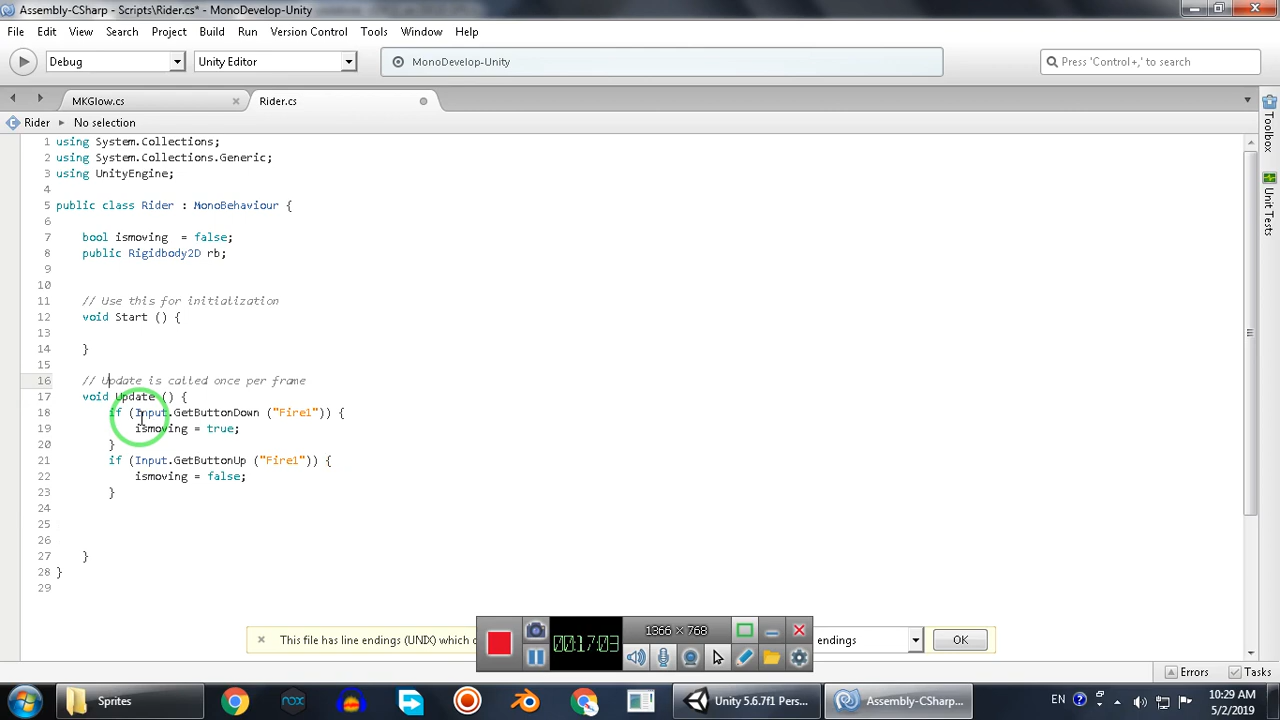 Assembly-CSharp - Scripts\Rider.cs* - MonoDevelop-Unity
File Edit View Search Project Build Run Version Control Tools Window Help
Debug Unity Editor MonoDevelop-Unity Press 'Control+,' to search
MKGlow.cs Rider.cs
Rider No selection
1 using System.Collections;
2 using System.Collections.Generic;
3 using UnityEngine;
4
5 public class Rider : MonoBehaviour {
6
7 bool ismoving = false;
8 public Rigidbody2D rb;
9
10
11 // Use this for initialization
12 void Start () {
13
14 }
15
16 // Update is called once per frame
17 void Update () {
18 if (Input.GetButtonDown ("Fire1")) {
19 ismoving = true;
20 }
21 if (Input.GetButtonUp ("Fire1")) {
22 ismoving = false;
23 }
24
25
26
27 }
28 }
29
Toolbox
Unit Tests
This file has line endings (UNIX) which endings OK
1366 × 768
00:17:03
Errors Tasks
Sprites nox Unity 5.6.7f1 Pers... Assembly-CSharp... EN 10:29 AM
5/2/2019